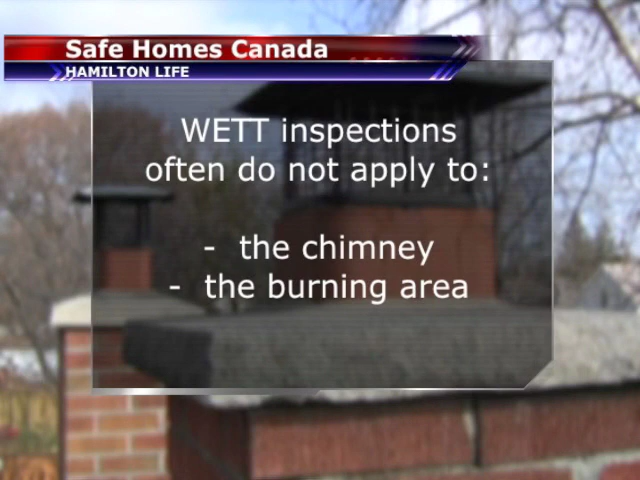 Safe Homes Canada
HAMILTON LIFE
WETT inspections
often do not apply to:
- the chimney
- the burning area